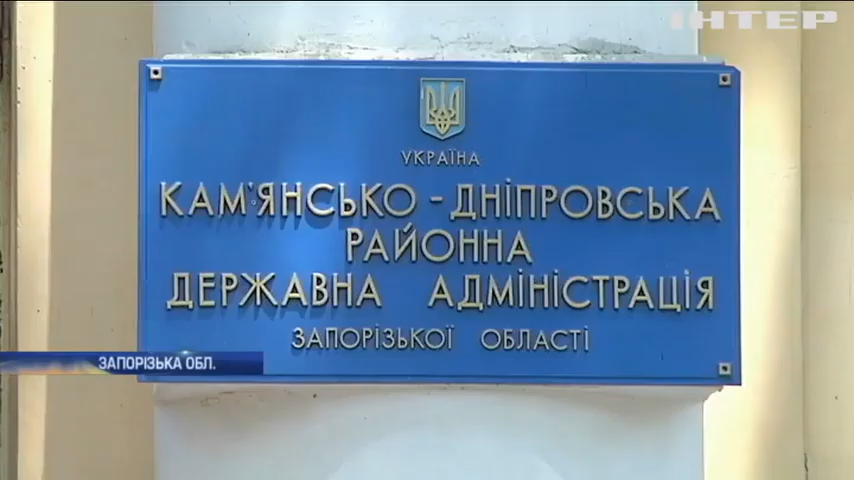 ІНТЕР
УКРАЇНА
КАМ'ЯНСЬКО - ДНІПРОВСЬКА
РАЙОННА
ДЕРЖАВНА АДМІНІСТРАЦІЯ
ЗАПОРІЗЬКОЇ ОБЛАСТІ
ЗАПОРІЗЬКА ОБЛ.